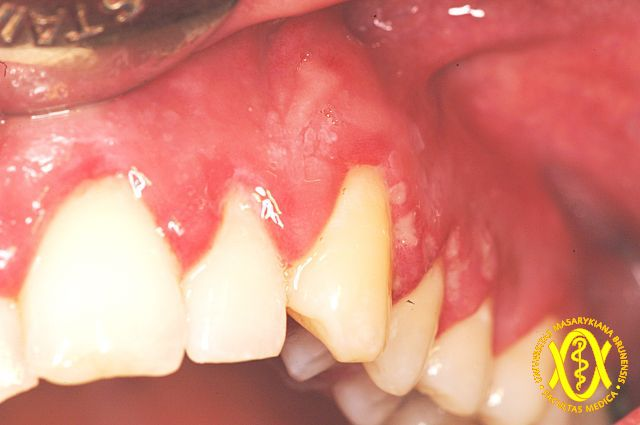 UNIVERSITAS MASARYKIANA BRUNENSIS
FACULTAS MEDICA